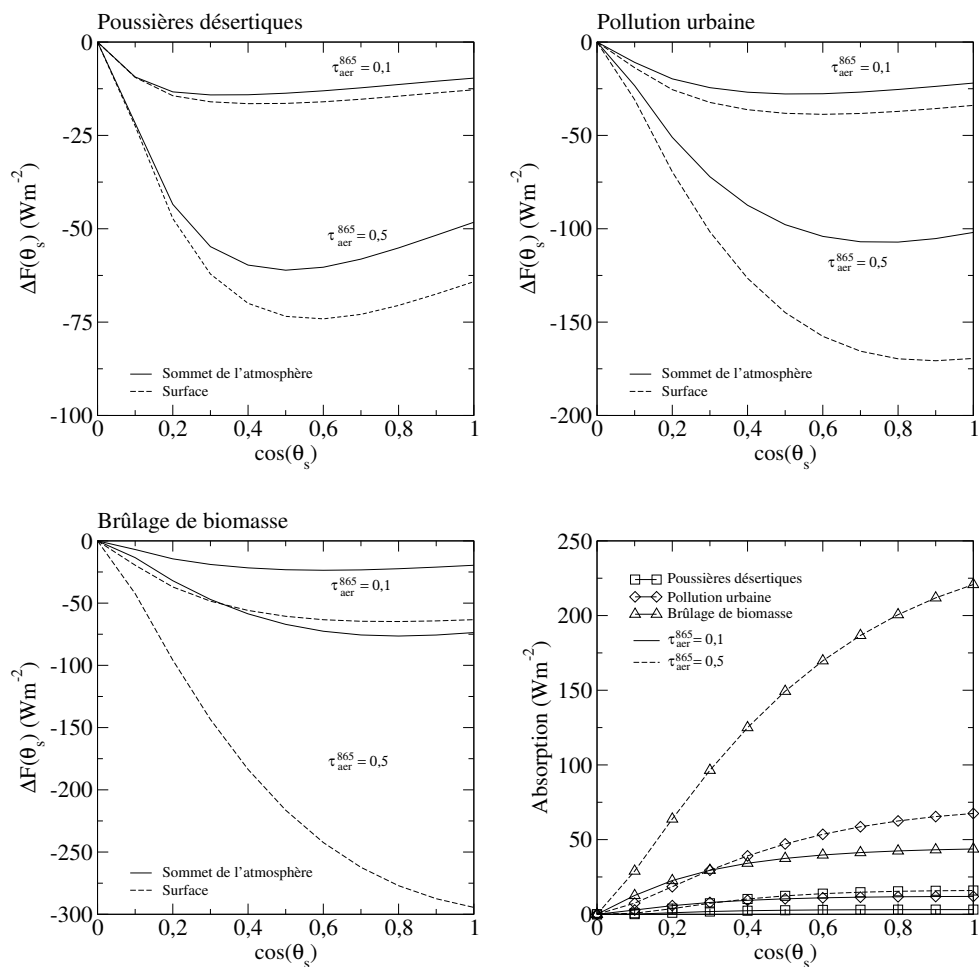 Poussières désertiques
0
-25
-50
-75
-100
ΔF(θs) (Wm-2)
τaer865 = 0,1
τaer865 = 0,5
Sommet de l'atmosphère
Surface
0 0,2 0,4 0,6 0,8 1
cos(θs)
Pollution urbaine
0
-50
-100
-150
-200
ΔF(θs) (Wm-2)
τaer865 = 0,1
τaer865 = 0,5
Sommet de l'atmosphère
Surface
0 0,2 0,4 0,6 0,8 1
cos(θs)
Brûlage de biomasse
0
-50
-100
-150
-200
-250
-300
ΔF(θs) (Wm-2)
τaer865 = 0,1
τaer865 = 0,5
Sommet de l'atmosphère
Surface
0 0,2 0,4 0,6 0,8 1
cos(θs)
250
200
150
100
50
0
Absorption (Wm-2)
Poussières désertiques
Pollution urbaine
Brûlage de biomasse
τaer865 = 0,1
τaer865 = 0,5
0 0,2 0,4 0,6 0,8 1
cos(θs)